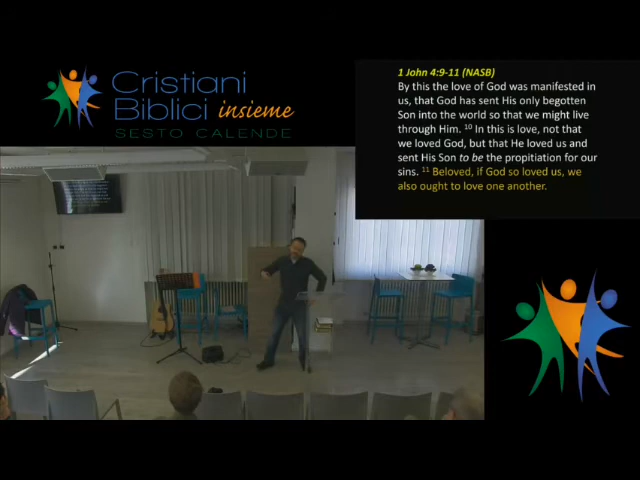 Cristiani
Biblici insieme
SESTO CALENDE
1 John 4:9-11 (NASB)
By this the love of God was manifested in
us, that God has sent His only begotten
Son into the world so that we might live
through Him. 10 In this is love, not that
we loved God, but that He loved us and
sent His Son to be the propitiation for our
sins. 11 Beloved, if God so loved us, we
also ought to love one another.